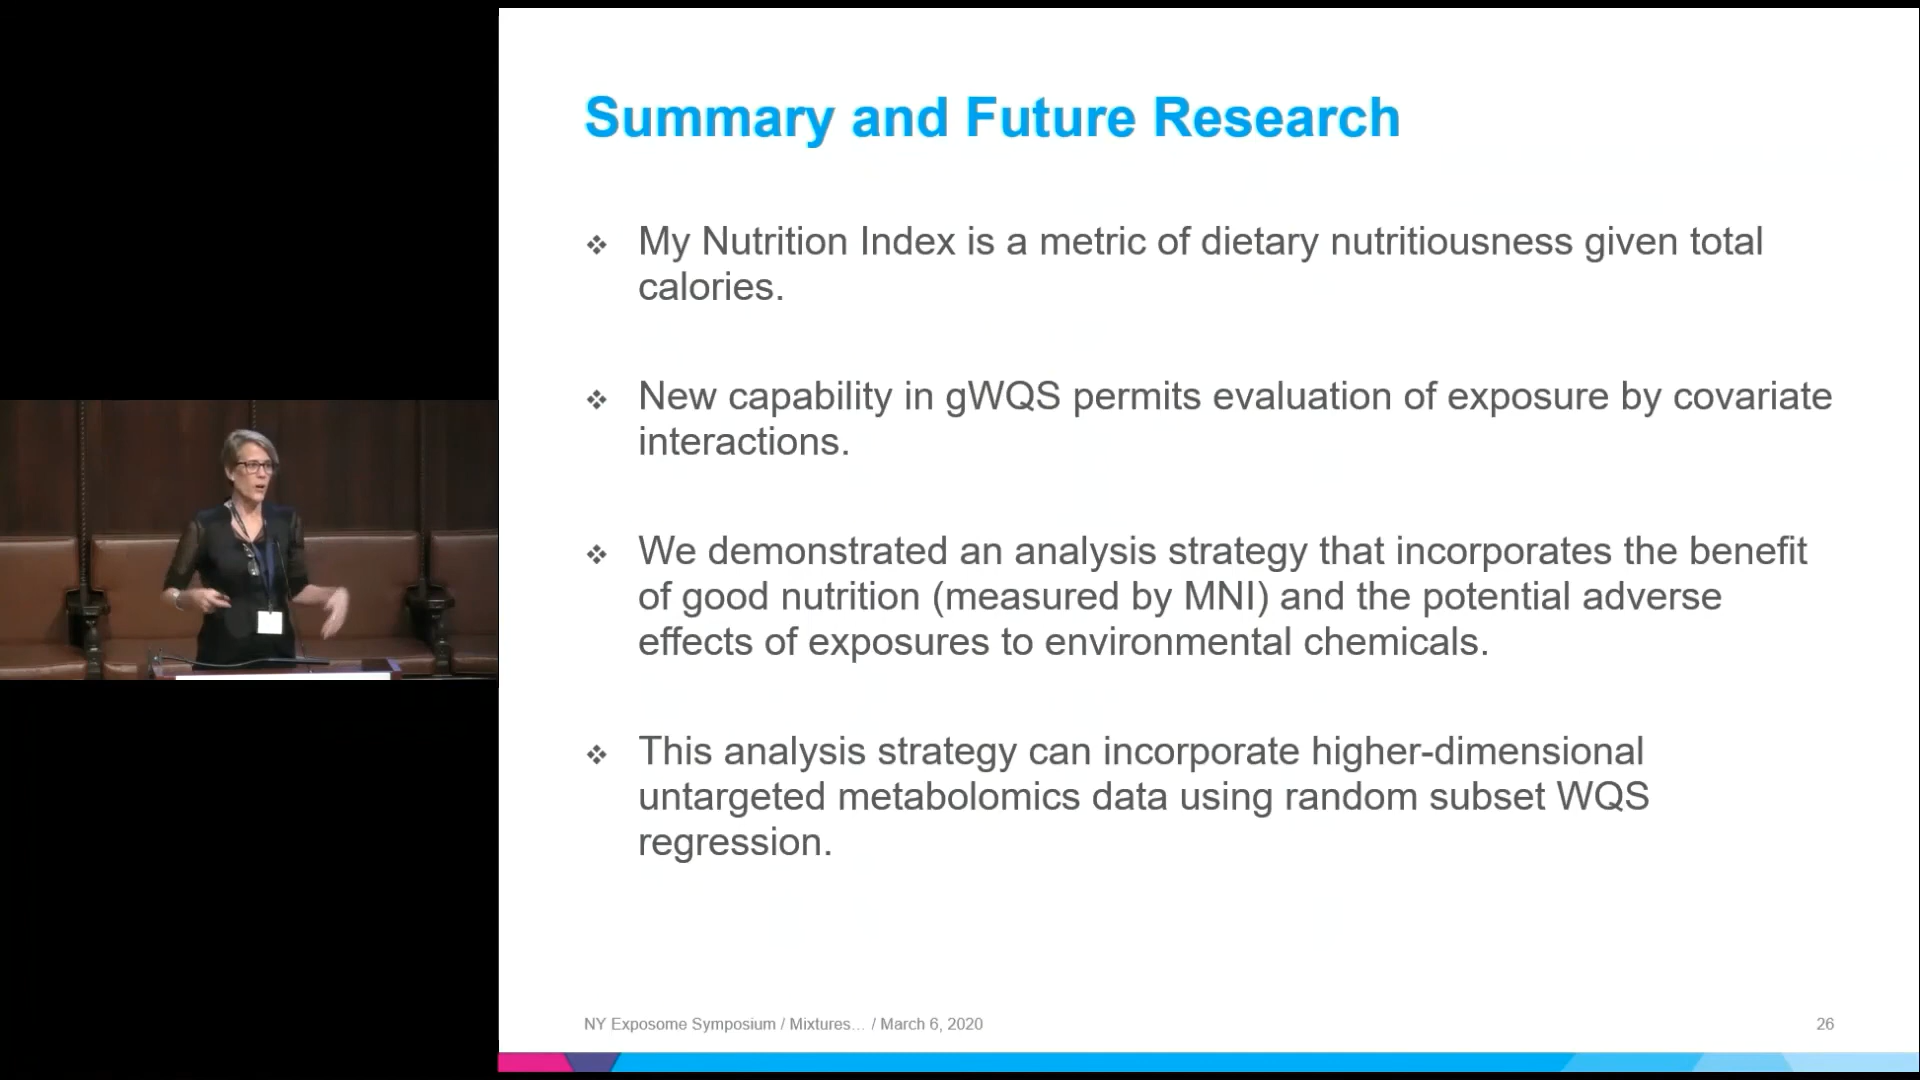 Summary and Future Research
❖ My Nutrition Index is a metric of dietary nutritiousness given total
calories.
❖ New capability in gWQS permits evaluation of exposure by covariate
interactions.
❖ We demonstrated an analysis strategy that incorporates the benefit
of good nutrition (measured by MNI) and the potential adverse
effects of exposures to environmental chemicals.
❖ This analysis strategy can incorporate higher-dimensional
untargeted metabolomics data using random subset WQS
regression.
NY Exposome Symposium / Mixtures... / March 6, 2020
26